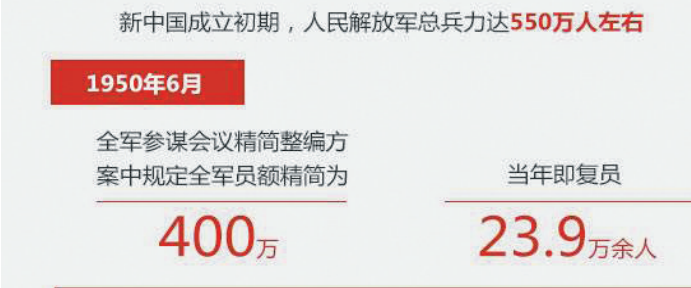 新中国成立初期，人民解放军总兵力达550万人左右
1950年6月
全军参谋会议精简整编方
案中规定全军员额精简为
400万
当年即复员
23.9万余人